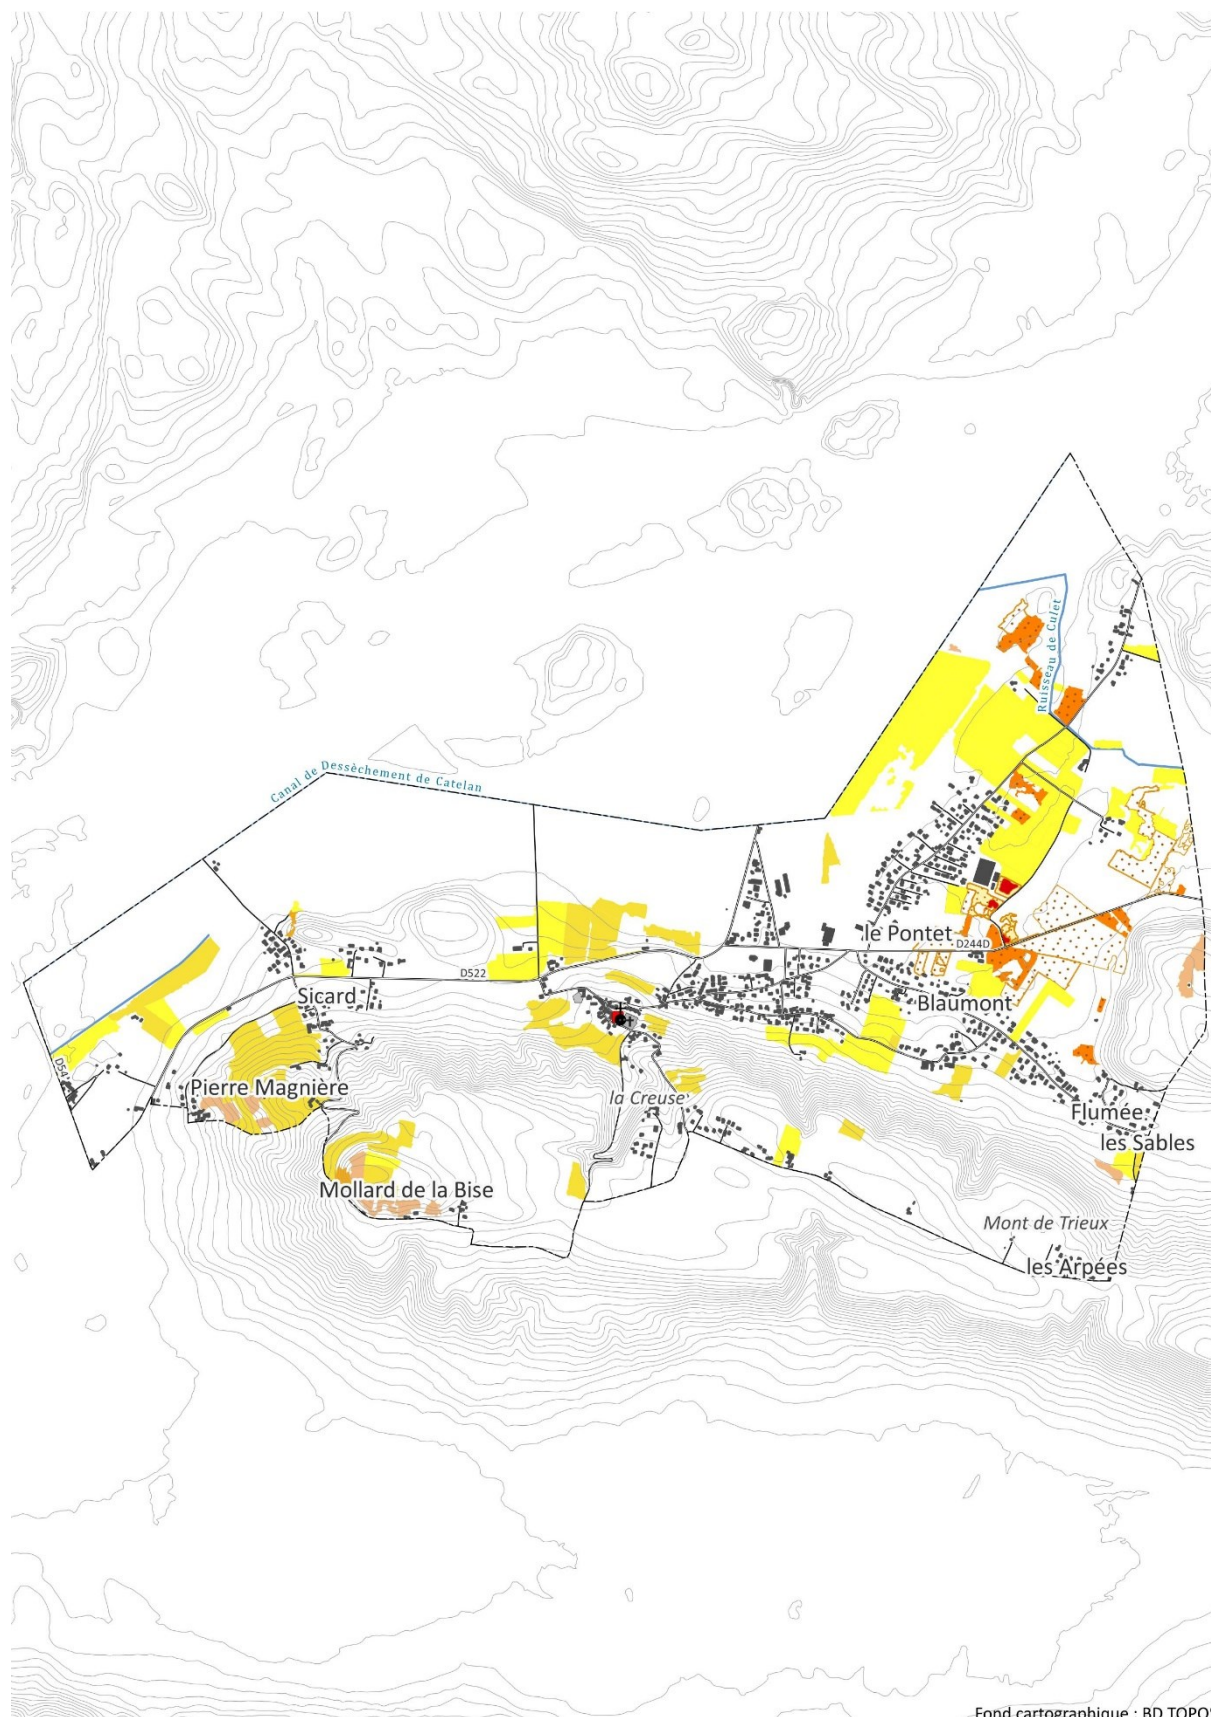 Ruisseau de Culet
Canal de Dessèchement de Catelan
le Pontet
D244D
D522
Sicard
Blaumont
D54
Pierre Magnière
la Creuse
Flumée
les Sables
Mollard de la Bise
Mont de Trieux
les Arpées
Fond cartographique : BD TOPO